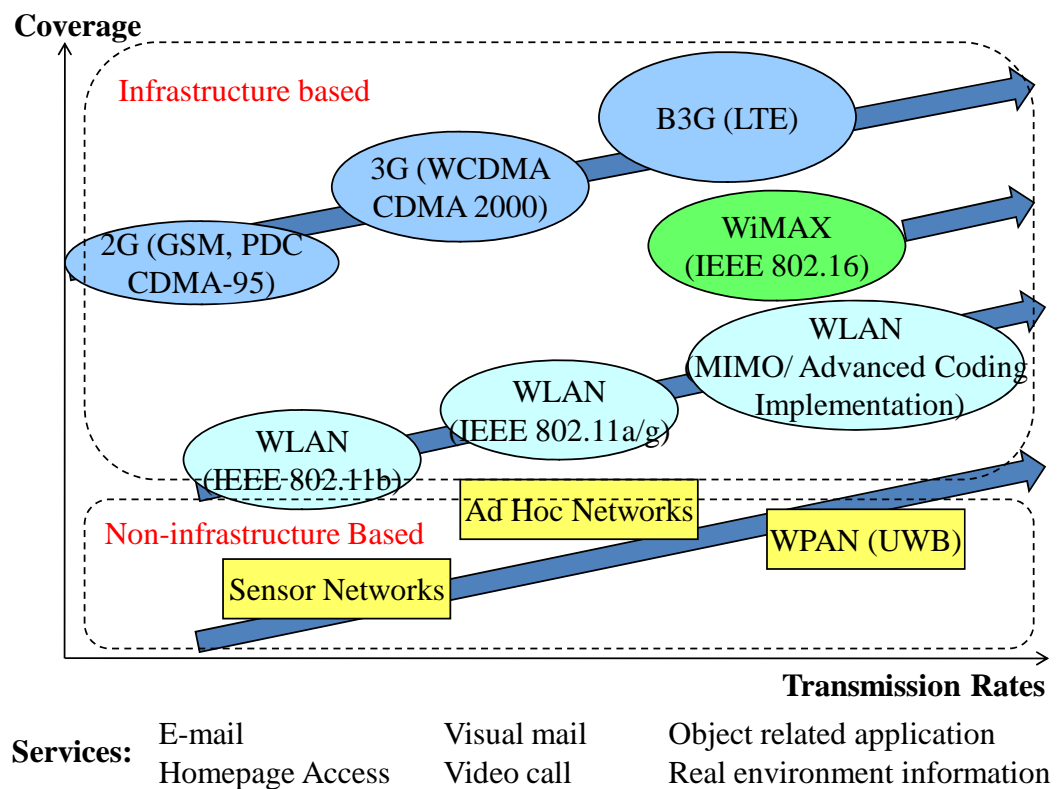 Coverage
Infrastructure based
B3G (LTE)
3G (WCDMA
CDMA 2000)
2G (GSM, PDC
CDMA-95)
WiMAX
(IEEE 802.16)
WLAN
(MIMO/ Advanced Coding
Implementation)
WLAN
(IEEE 802.11a/g)
WLAN
(IEEE 802.11b)
Ad Hoc Networks
Non-infrastructure Based
WPAN (UWB)
Sensor Networks
Transmission Rates
Services:
E-mail
Homepage Access
Visual mail
Video call
Object related application
Real environment information